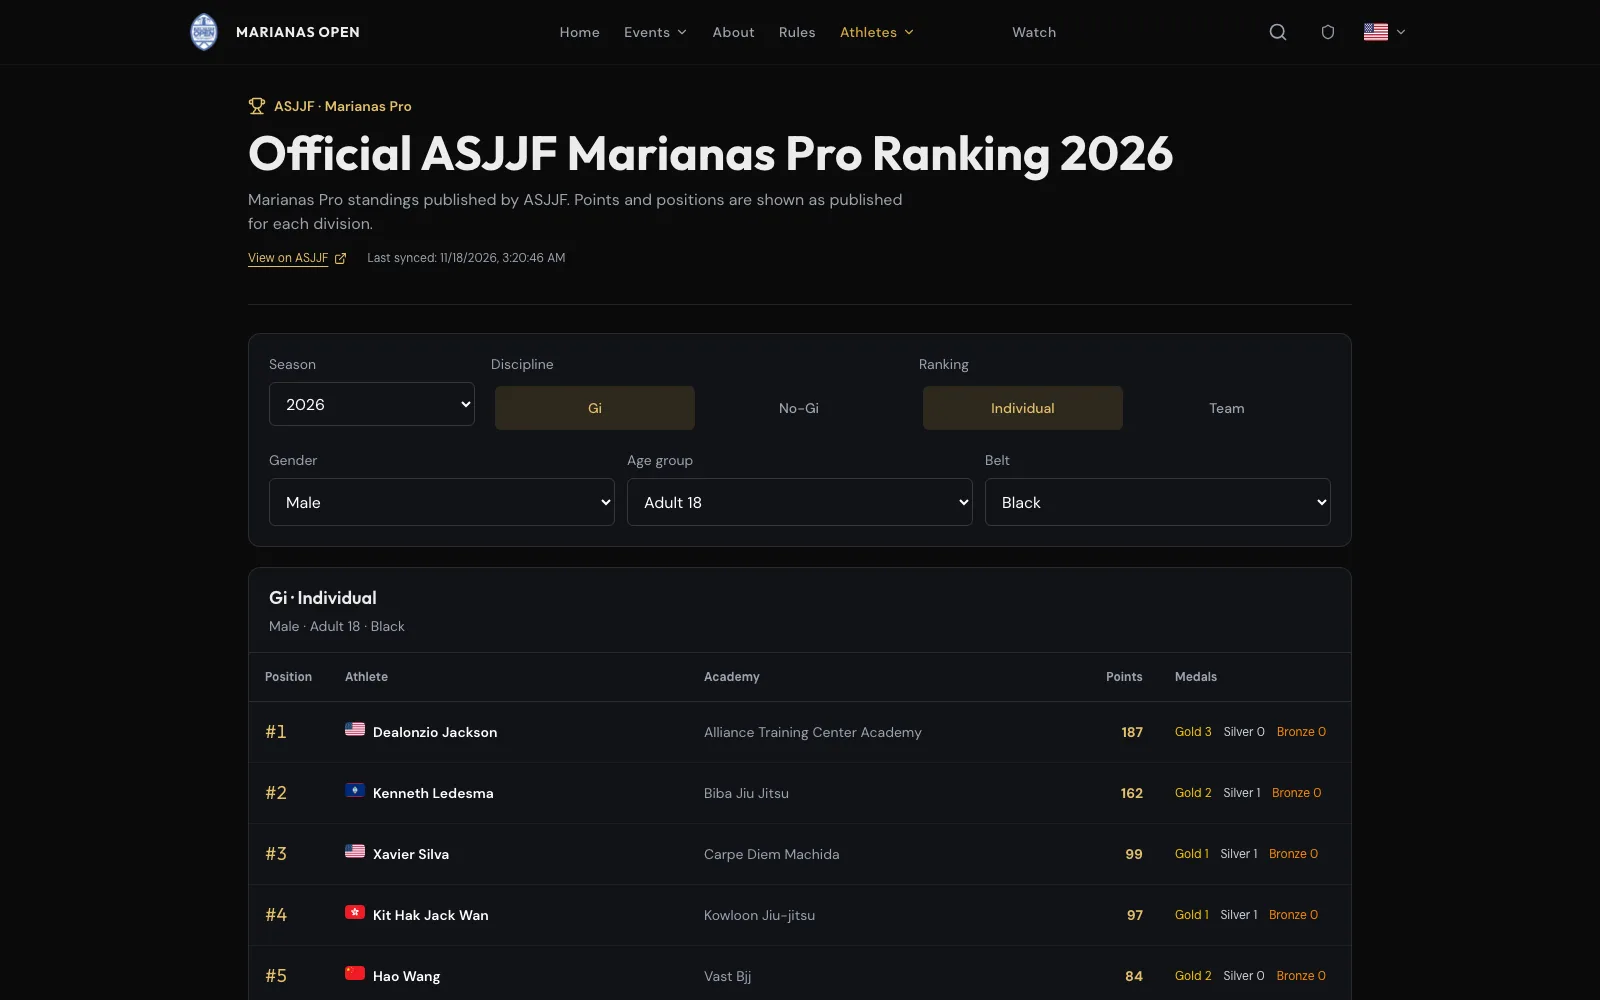 MARIANAS OPEN
Home Events About Rules Athletes Watch
ASJJF · Marianas Pro
Official ASJJF Marianas Pro Ranking 2026
Marianas Pro standings published by ASJJF. Points and positions are shown as published
for each division.
View on ASJJF Last synced: 11/18/2026, 3:20:46 AM
Season Discipline Ranking
2026 Gi No-Gi Individual Team
Gender Age group Belt
Male Adult 18 Black
Gi · Individual
Male · Adult 18 · Black
Position Athlete Academy Points Medals
#1 Dealonzio Jackson Alliance Training Center Academy 187 Gold 3 Silver 0 Bronze 0
#2 Kenneth Ledesma Biba Jiu Jitsu 162 Gold 2 Silver 1 Bronze 0
#3 Xavier Silva Carpe Diem Machida 99 Gold 1 Silver 1 Bronze 0
#4 Kit Hak Jack Wan Kowloon Jiu-jitsu 97 Gold 1 Silver 1 Bronze 0
#5 Hao Wang Vast Bjj 84 Gold 2 Silver 0 Bronze 0